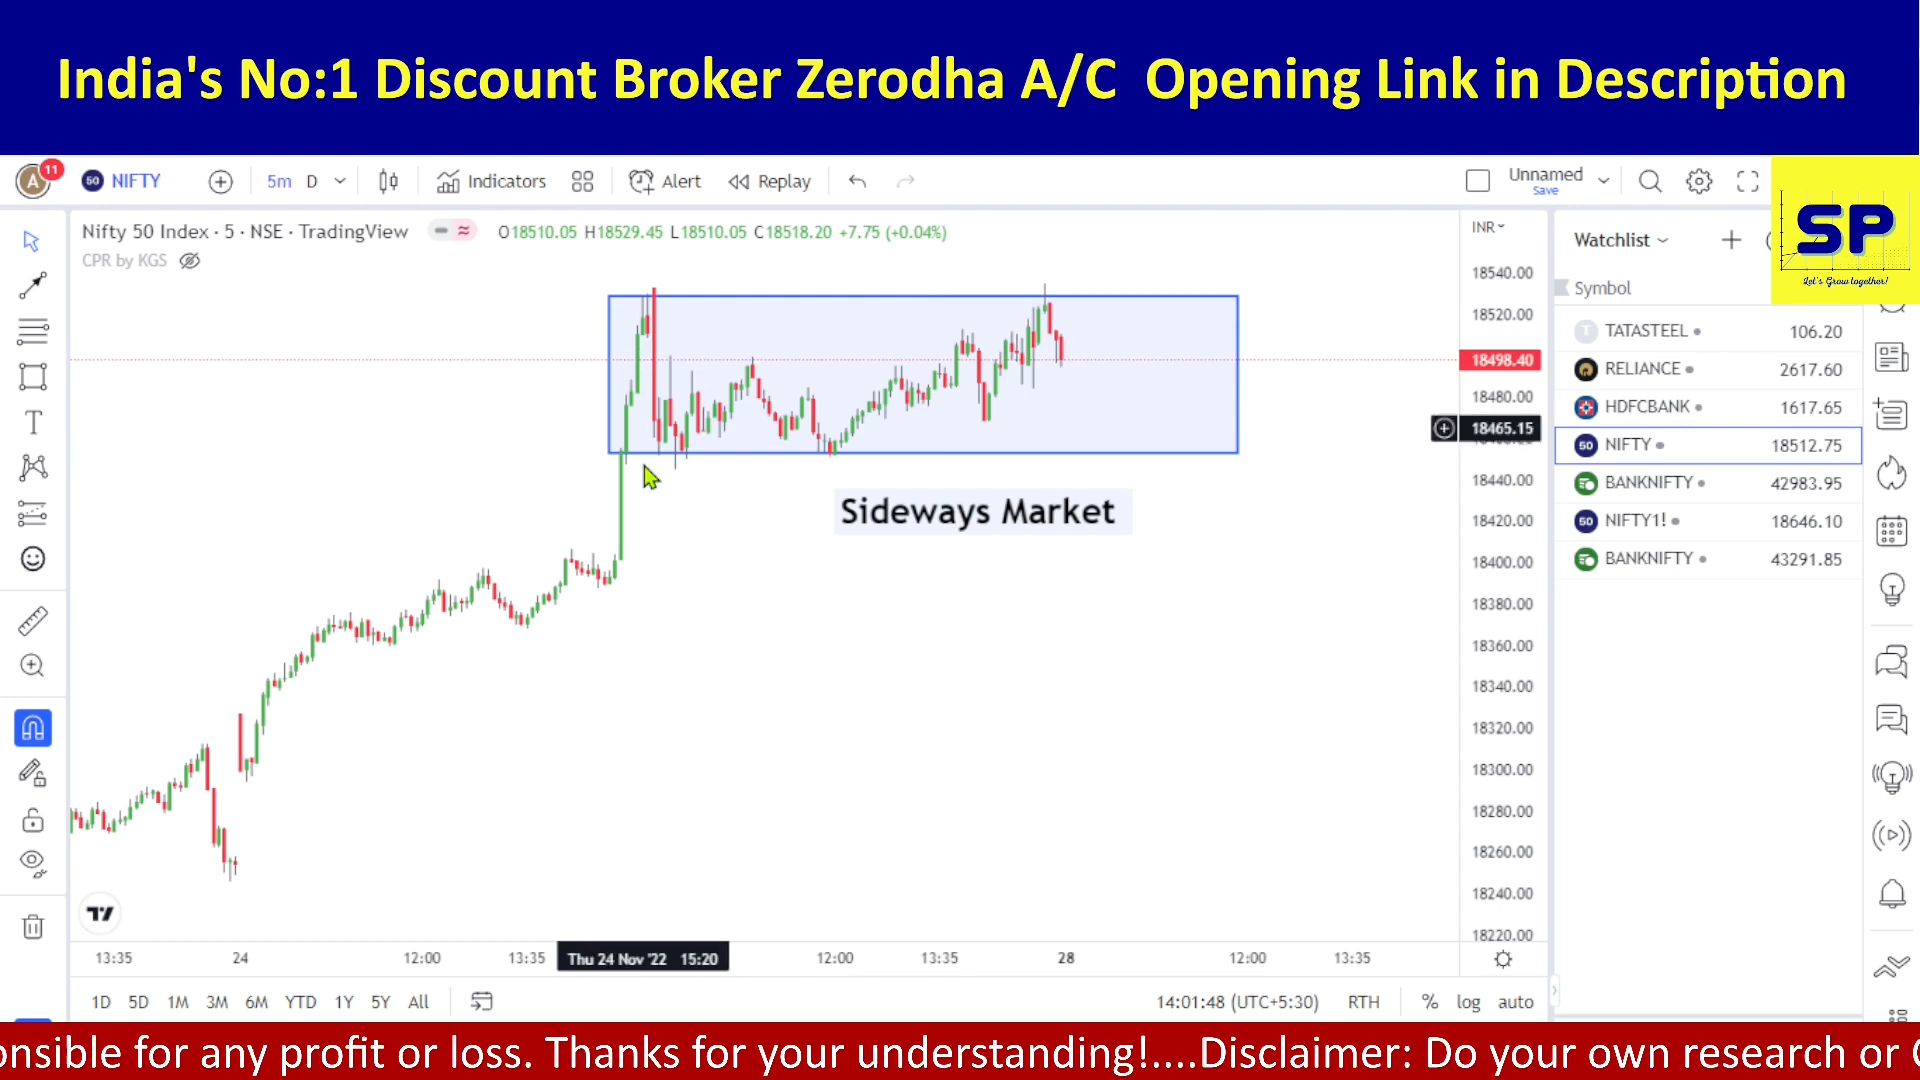 India's No:1 Discount Broker Zerodha A/C Opening Link in Description
A 11 50 NIFTY 5m D Indicators Alert Replay Unnamed
Save
SP
Let's Grow together!
Nifty 50 Index · 5 · NSE · TradingView O18510.05 H18529.45 L18510.05 C18518.20 +7.75 (+0.04%)
CPR by KGS
INR
18540.00
18520.00
18498.40
18480.00
18465.15
18440.00
18420.00
18400.00
18380.00
18360.00
18340.00
18320.00
18300.00
18280.00
18260.00
18240.00
18220.00
Sideways Market
Watchlist
Symbol
T TATASTEEL 106.20
RELIANCE 2617.60
HDFCBANK 1617.65
50 NIFTY 18512.75
BANKNIFTY 42983.95
50 NIFTY1! 18646.10
BANKNIFTY 43291.85
13:35 24 12:00 13:35 Thu 24 Nov '22 15:20 12:00 13:35 28 12:00 13:35
1D 5D 1M 3M 6M YTD 1Y 5Y All 14:01:48 (UTC+5:30) RTH % log auto
onsible for any profit or loss. Thanks for your understanding!....Disclaimer: Do your own research or